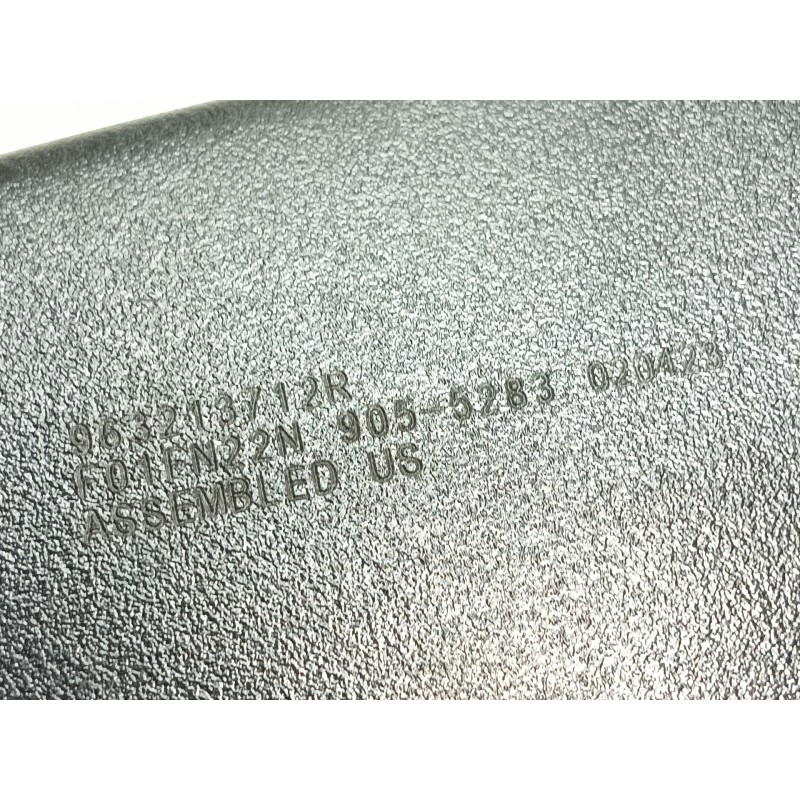 963213712R
F01FN22N 905-5283 020423
ASSEMBLED US